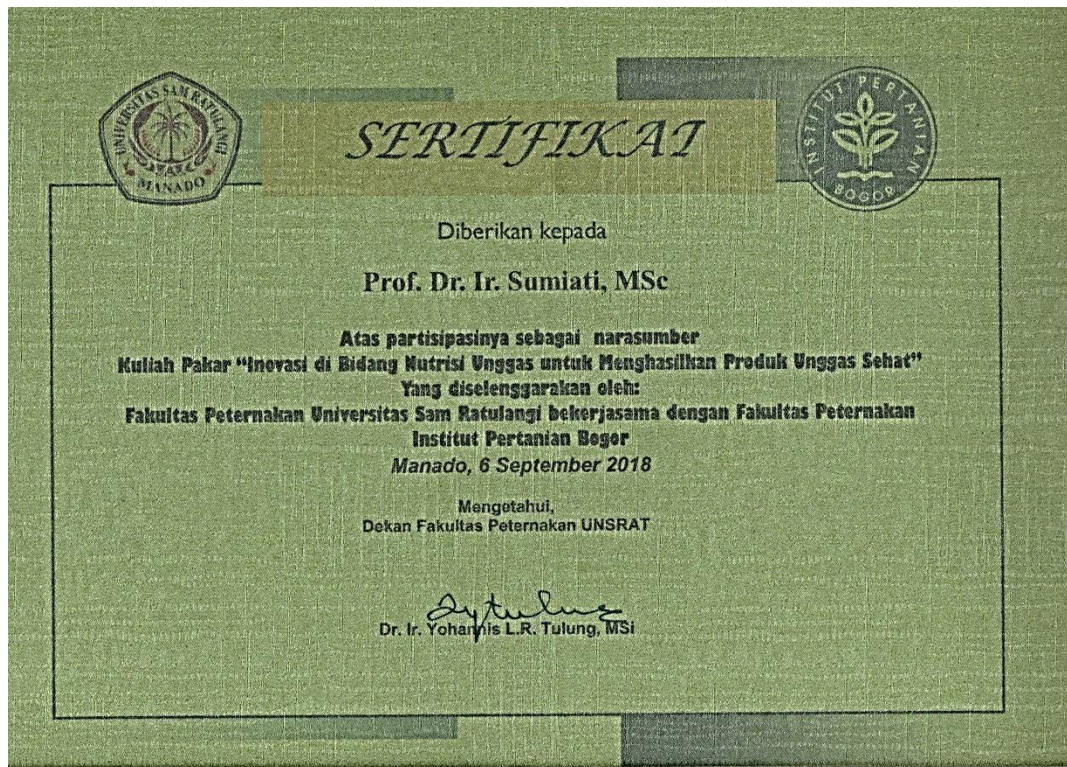 UNIVERSITAS SAM RATULANGI
MANADO
SERTIFIKAT
INSTITUT PERTANIAN
BOGOR
Diberikan kepada
Prof. Dr. Ir. Sumiati, MSc
Atas partisipasinya sebagai narasumber
Kuliah Pakar “Inovasi di Bidang Nutrisi Unggas untuk Menghasilkan Produk Unggas Sehat”
Yang diselenggarakan oleh:
Fakultas Peternakan Universitas Sam Ratulangi bekerjasama dengan Fakultas Peternakan
Institut Pertanian Bogor
Manado, 6 September 2018
Mengetahui,
Dekan Fakultas Peternakan UNSRAT
Dr. Ir. Yohannis L.R. Tulung, MSi